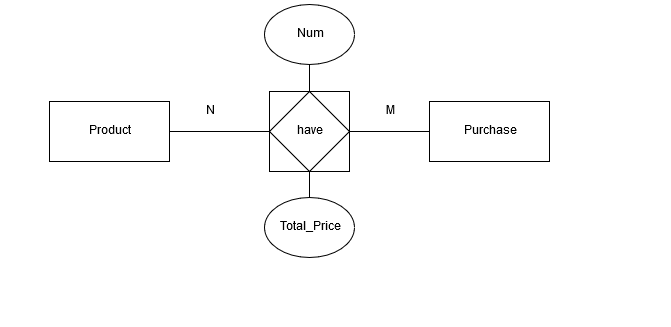 Num
N
M
Product
have
Purchase
Total_Price